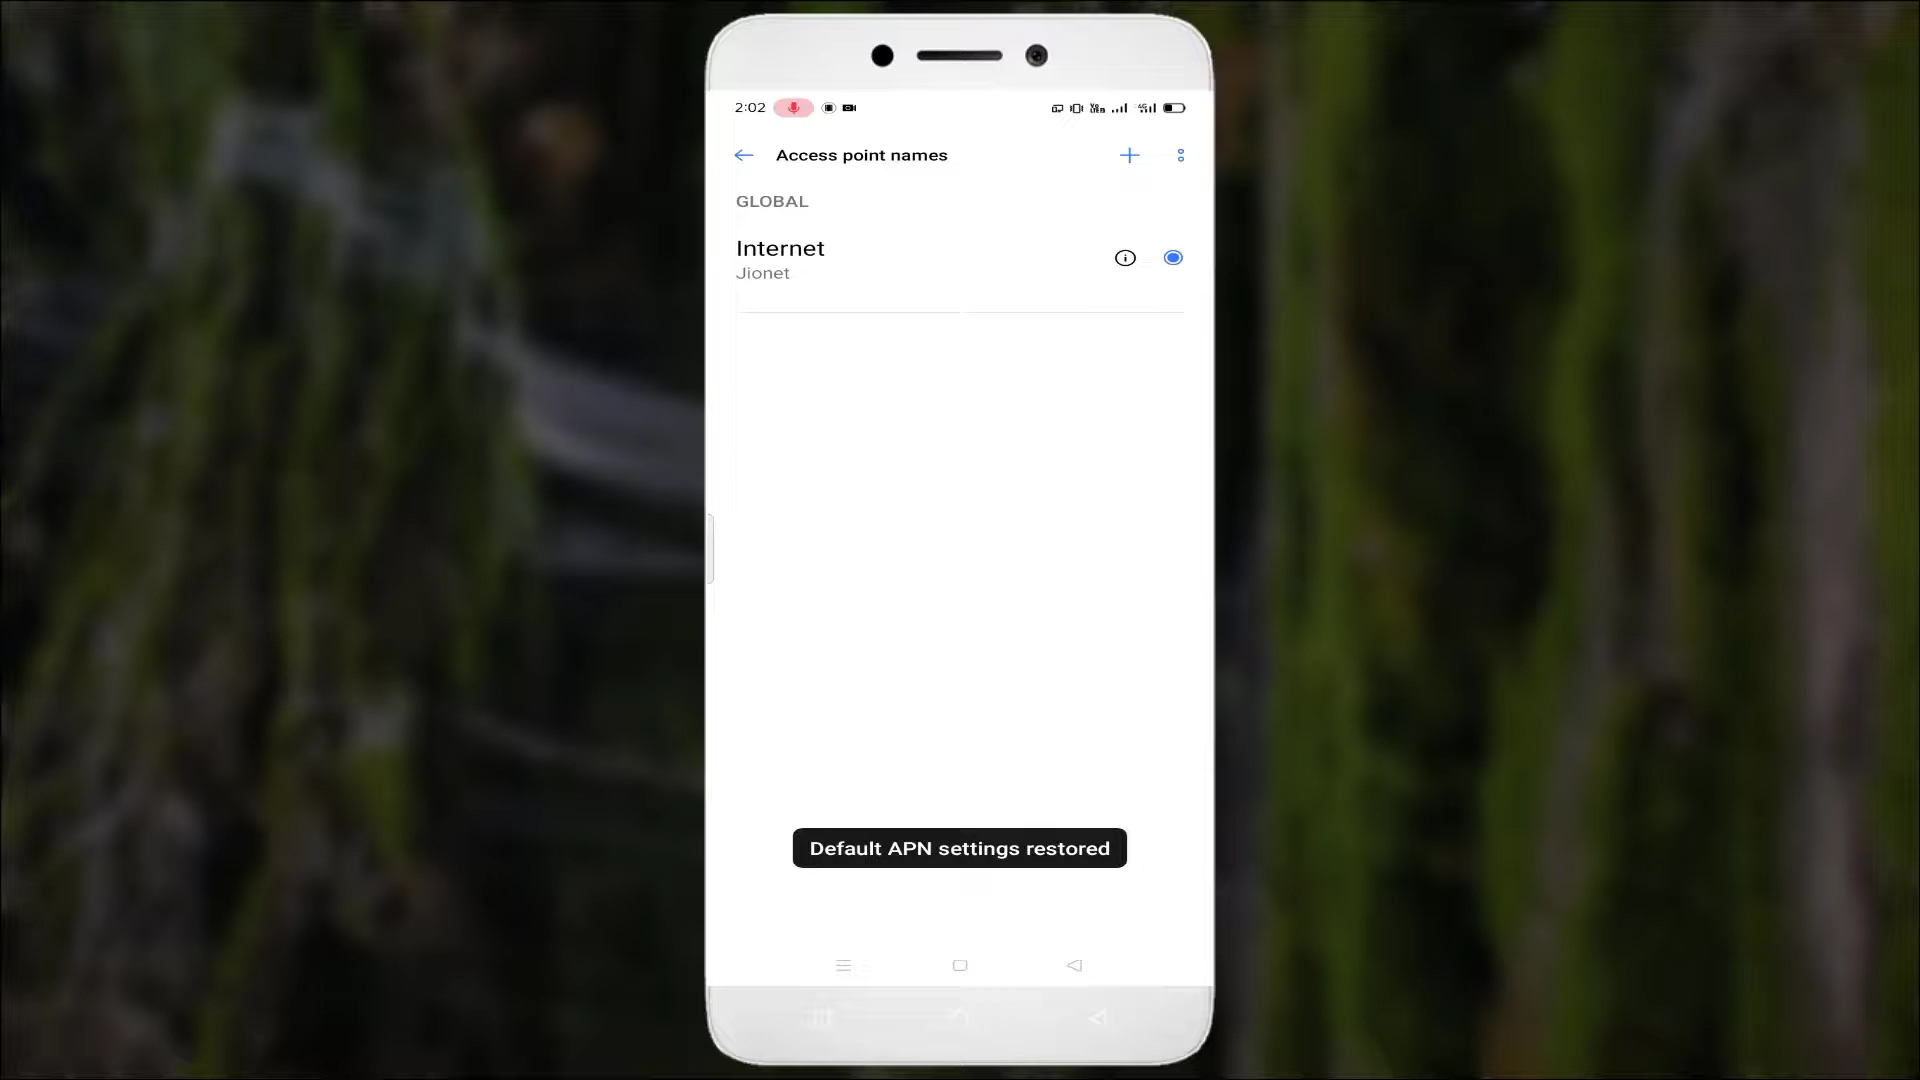 2:02
Access point names
GLOBAL
Internet
Jionet
Default APN settings restored